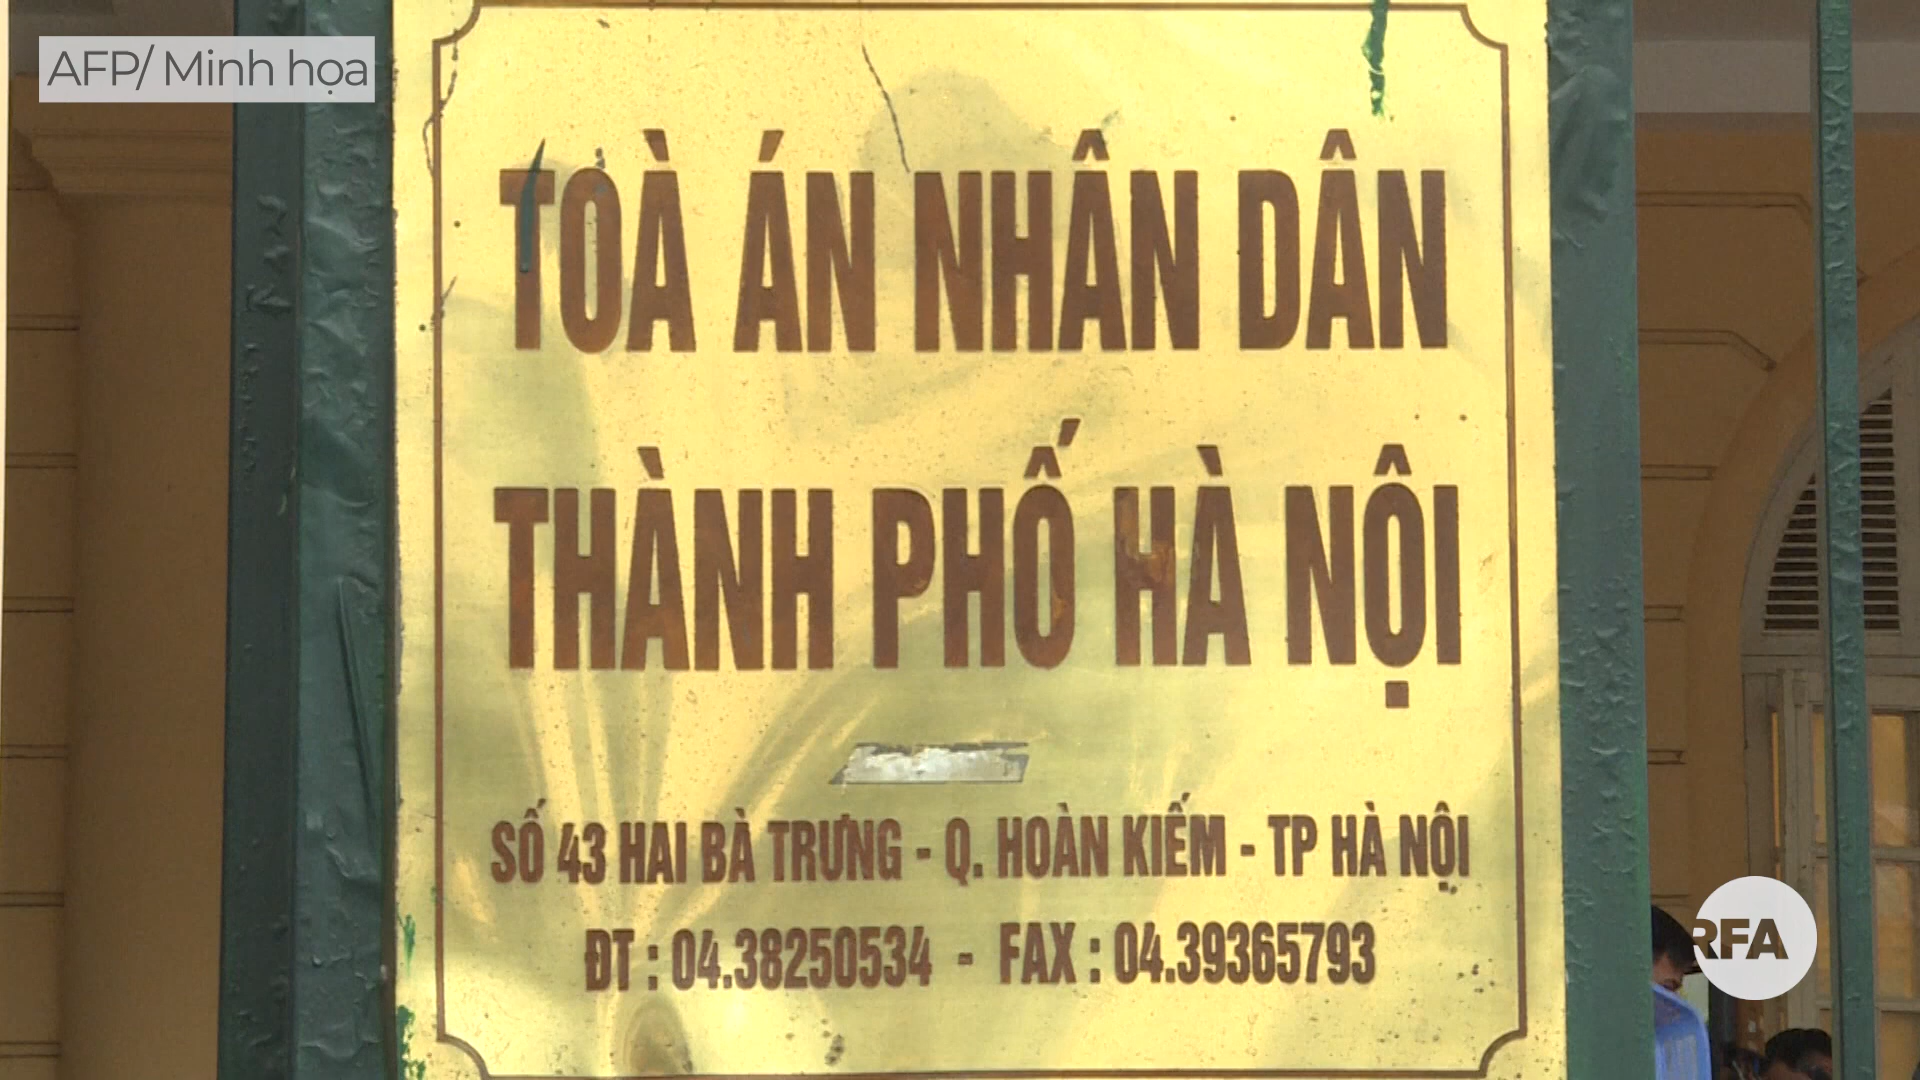 AFP/ Minh họa
TOÀ ÁN NHÂN DÂN
THÀNH PHỐ HÀ NỘI
SỐ 43 HAI BÀ TRƯNG - Q. HOÀN KIẾM - TP HÀ NỘI
ĐT : 04.38250534 - FAX : 04.39365793
RFA